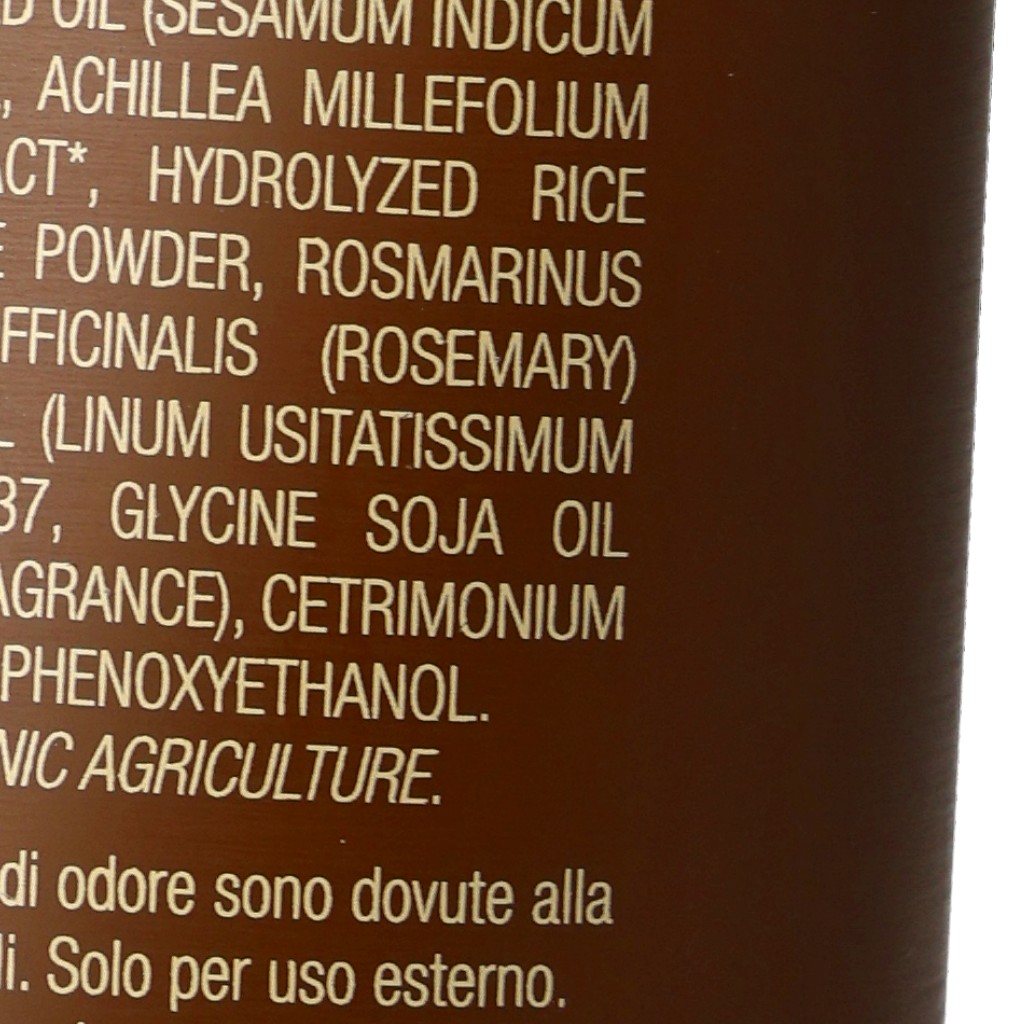 OIL (SESAMUM INDICUM
, ACHILLEA MILLEFOLIUM
ACT*, HYDROLYZED RICE
E POWDER, ROSMARINUS
FFICINALIS (ROSEMARY)
L (LINUM USITATISSIMUM
37, GLYCINE SOJA OIL
AGRANCE), CETRIMONIUM
PHENOXYETHANOL.
NIC AGRICULTURE.
di odore sono dovute alla
li. Solo per uso esterno.